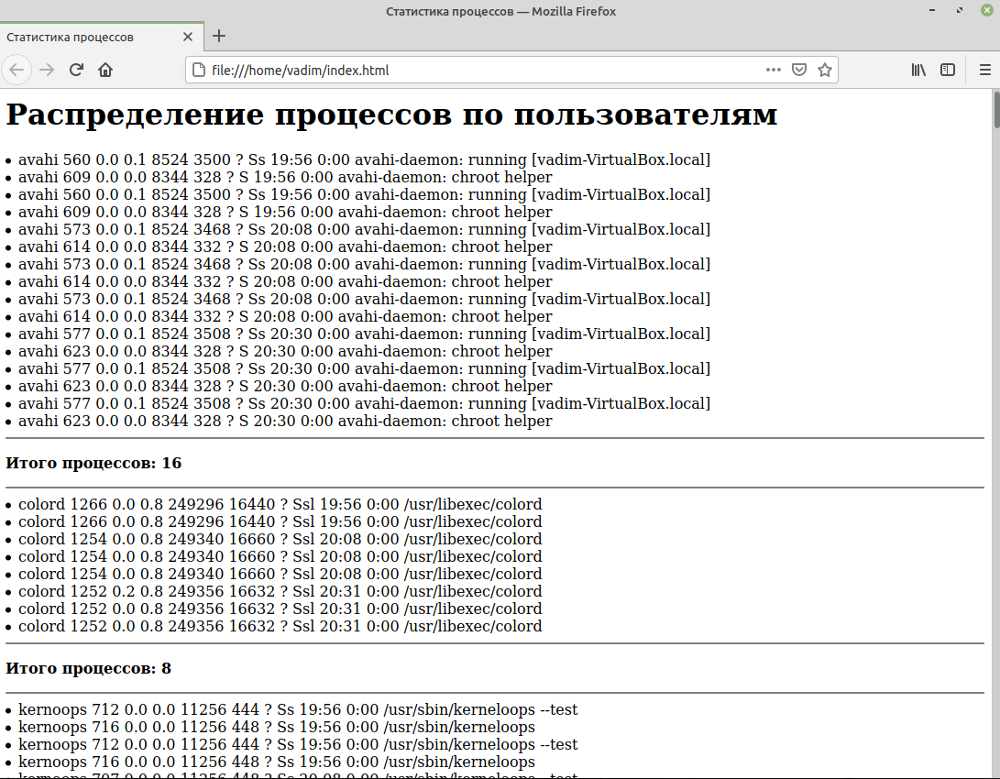 Статистика процессов — Mozilla Firefox
Статистика процессов
file:///home/vadim/index.html
Распределение процессов по пользователям
• avahi 560 0.0 0.1 8524 3500 ? Ss 19:56 0:00 avahi-daemon: running [vadim-VirtualBox.local]
• avahi 609 0.0 0.0 8344 328 ? S 19:56 0:00 avahi-daemon: chroot helper
• avahi 560 0.0 0.1 8524 3500 ? Ss 19:56 0:00 avahi-daemon: running [vadim-VirtualBox.local]
• avahi 609 0.0 0.0 8344 328 ? S 19:56 0:00 avahi-daemon: chroot helper
• avahi 573 0.0 0.1 8524 3468 ? Ss 20:08 0:00 avahi-daemon: running [vadim-VirtualBox.local]
• avahi 614 0.0 0.0 8344 332 ? S 20:08 0:00 avahi-daemon: chroot helper
• avahi 573 0.0 0.1 8524 3468 ? Ss 20:08 0:00 avahi-daemon: running [vadim-VirtualBox.local]
• avahi 614 0.0 0.0 8344 332 ? S 20:08 0:00 avahi-daemon: chroot helper
• avahi 573 0.0 0.1 8524 3468 ? Ss 20:08 0:00 avahi-daemon: running [vadim-VirtualBox.local]
• avahi 614 0.0 0.0 8344 332 ? S 20:08 0:00 avahi-daemon: chroot helper
• avahi 577 0.0 0.1 8524 3508 ? Ss 20:30 0:00 avahi-daemon: running [vadim-VirtualBox.local]
• avahi 623 0.0 0.0 8344 328 ? S 20:30 0:00 avahi-daemon: chroot helper
• avahi 577 0.0 0.1 8524 3508 ? Ss 20:30 0:00 avahi-daemon: running [vadim-VirtualBox.local]
• avahi 623 0.0 0.0 8344 328 ? S 20:30 0:00 avahi-daemon: chroot helper
• avahi 577 0.0 0.1 8524 3508 ? Ss 20:30 0:00 avahi-daemon: running [vadim-VirtualBox.local]
• avahi 623 0.0 0.0 8344 328 ? S 20:30 0:00 avahi-daemon: chroot helper
Итого процессов: 16
• colord 1266 0.0 0.8 249296 16440 ? Ssl 19:56 0:00 /usr/libexec/colord
• colord 1266 0.0 0.8 249296 16440 ? Ssl 19:56 0:00 /usr/libexec/colord
• colord 1254 0.0 0.8 249340 16660 ? Ssl 20:08 0:00 /usr/libexec/colord
• colord 1254 0.0 0.8 249340 16660 ? Ssl 20:08 0:00 /usr/libexec/colord
• colord 1254 0.0 0.8 249340 16660 ? Ssl 20:08 0:00 /usr/libexec/colord
• colord 1252 0.2 0.8 249356 16632 ? Ssl 20:31 0:00 /usr/libexec/colord
• colord 1252 0.0 0.8 249356 16632 ? Ssl 20:31 0:00 /usr/libexec/colord
• colord 1252 0.0 0.8 249356 16632 ? Ssl 20:31 0:00 /usr/libexec/colord
Итого процессов: 8
• kernoops 712 0.0 0.0 11256 444 ? Ss 19:56 0:00 /usr/sbin/kerneloops --test
• kernoops 716 0.0 0.0 11256 448 ? Ss 19:56 0:00 /usr/sbin/kerneloops
• kernoops 712 0.0 0.0 11256 444 ? Ss 19:56 0:00 /usr/sbin/kerneloops --test
• kernoops 716 0.0 0.0 11256 448 ? Ss 19:56 0:00 /usr/sbin/kerneloops
• kernoops 707 0.0 0.0 11256 448 ? Ss 20:08 0:00 /usr/sbin/kerneloops --test